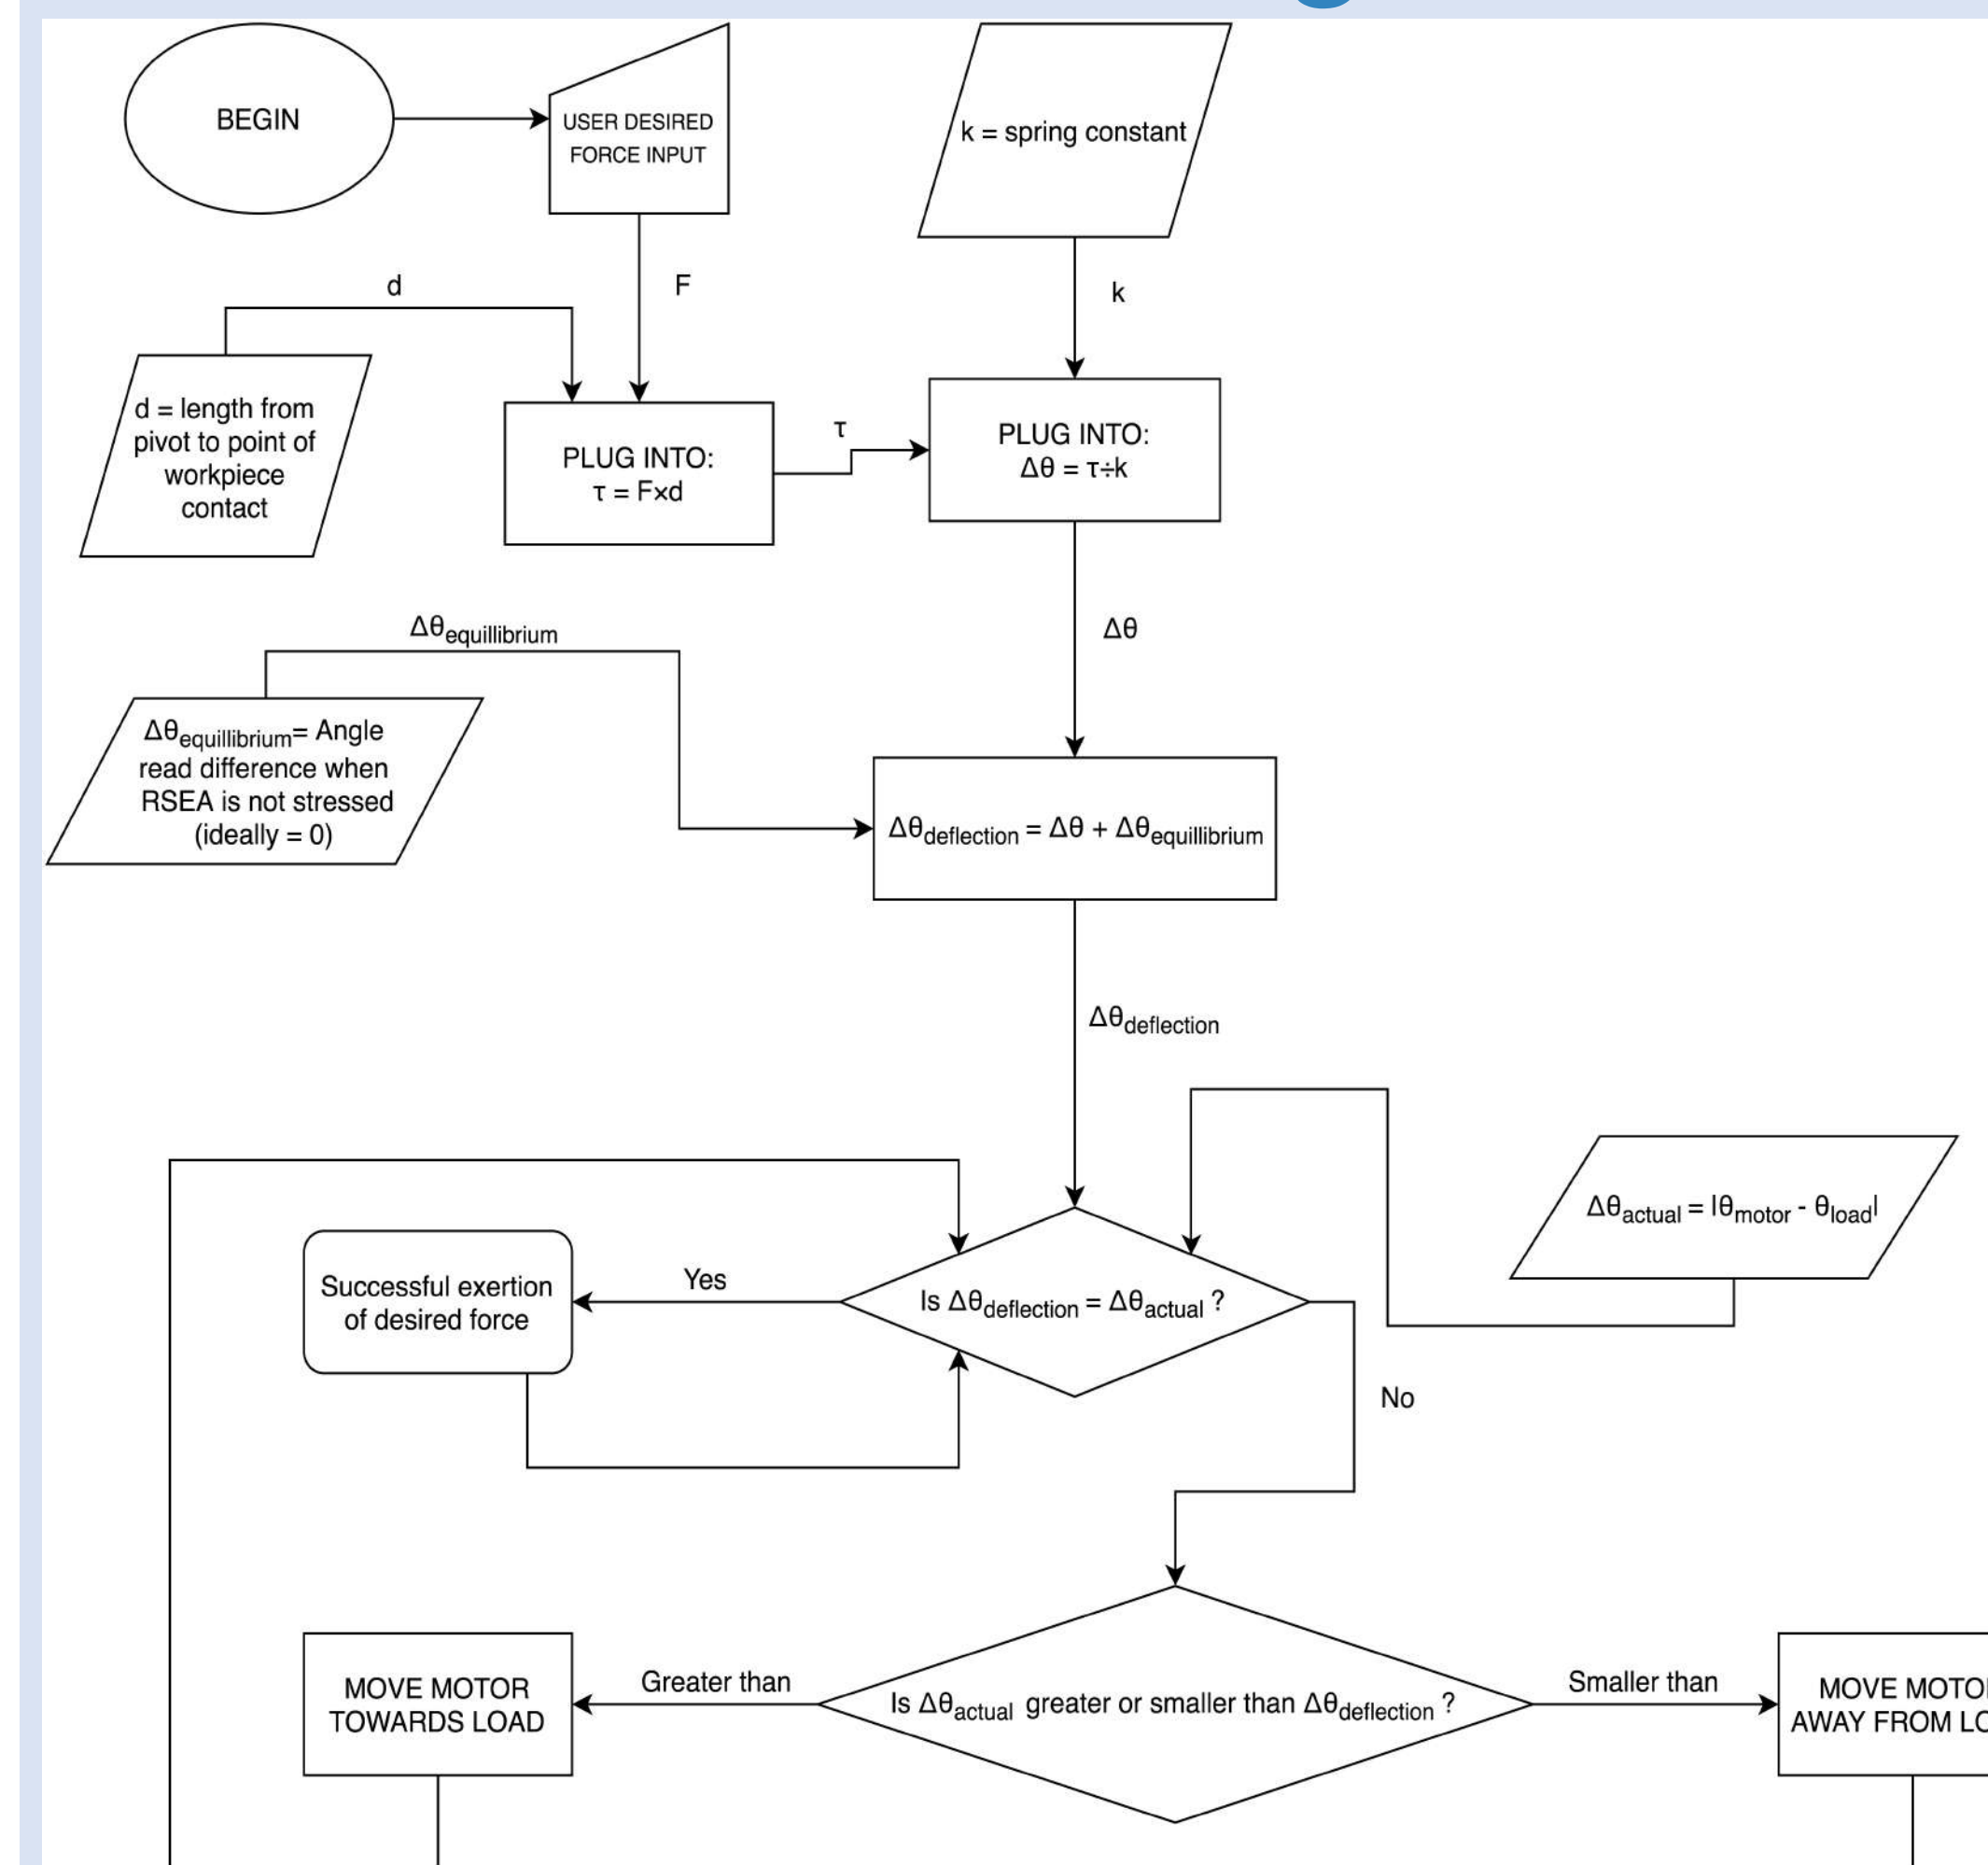 BEGIN
USER DESIRED
FORCE INPUT
k = spring constant
d
F
k
d = length from
pivot to point of
workpiece
contact
PLUG INTO:
τ = F×d
τ
PLUG INTO:
Δθ = τ÷k
Δθequillibrium
Δθ
Δθequillibrium= Angle
read difference when
RSEA is not stressed
(ideally = 0)
Δθdeflection = Δθ + Δθequillibrium
Δθdeflection
Δθactual = |θmotor - θload|
Successful exertion
of desired force
Yes
Is Δθdeflection = Δθactual ?
No
MOVE MOTOR
TOWARDS LOAD
Greater than
Is Δθactual greater or smaller than Δθdeflection ?
Smaller than
MOVE
AWAY FROM